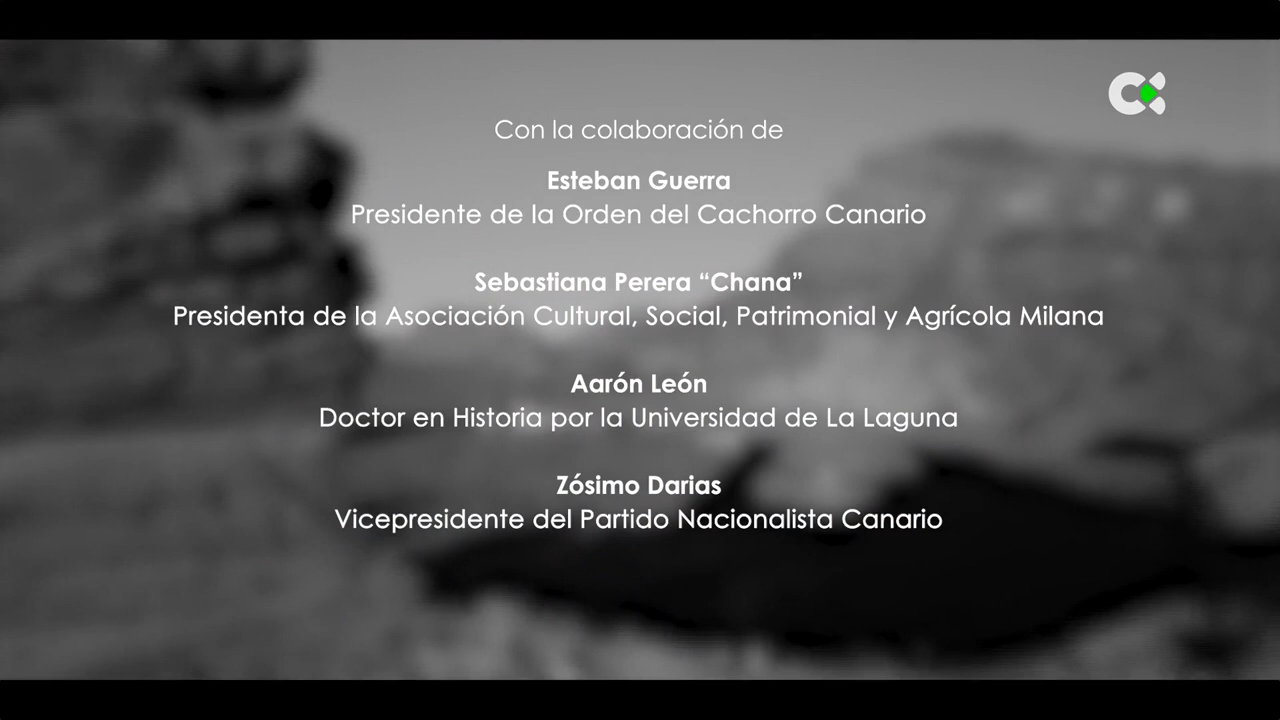 Con la colaboración de
Esteban Guerra
Presidente de la Orden del Cachorro Canario
Sebastiana Perera “Chana”
Presidenta de la Asociación Cultural, Social, Patrimonial y Agrícola Milana
Aarón León
Doctor en Historia por la Universidad de La Laguna
Zósimo Darias
Vicepresidente del Partido Nacionalista Canario